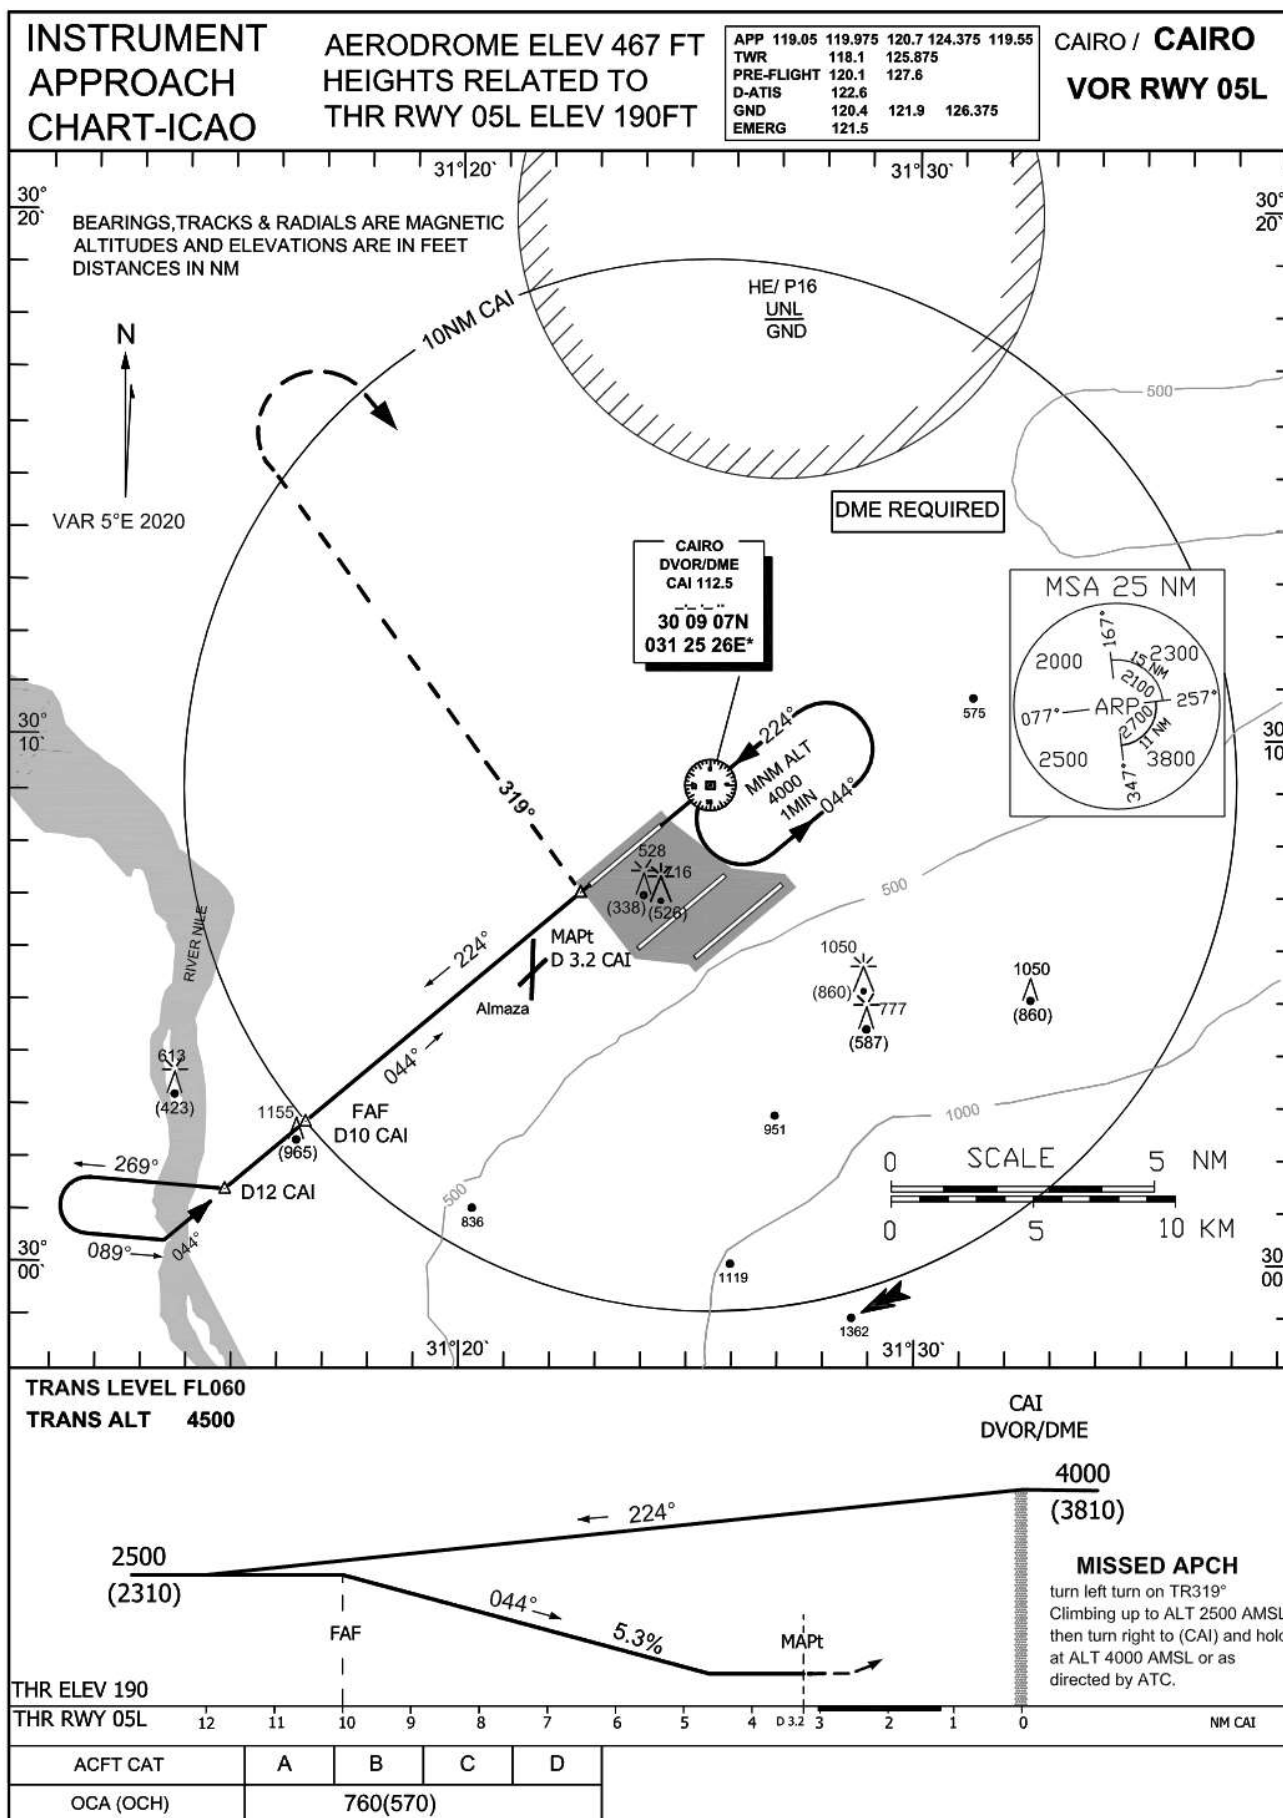 INSTRUMENT
APPROACH
CHART-ICAO
AERODROME ELEV 467 FT
HEIGHTS RELATED TO
THR RWY 05L ELEV 190FT
APP 119.05 119.975 120.7 124.375 119.55
TWR 118.1 125.875
PRE-FLIGHT 120.1 127.6
D-ATIS 122.6
GND 120.4 121.9 126.375
EMERG 121.5
CAIRO / CAIRO
VOR RWY 05L
31°20` 31°30`
30°
20`
30°
20`
BEARINGS,TRACKS & RADIALS ARE MAGNETIC
ALTITUDES AND ELEVATIONS ARE IN FEET
DISTANCES IN NM
HE/ P16
UNL
GND
10NM CAI
N
VAR 5°E 2020
500
DME REQUIRED
CAIRO
DVOR/DME
CAI 112.5
_._. ._ ..
30 09 07N
031 25 26E*
MSA 25 NM
167°
2000
2300
15 NM
2100
077°
ARP
257°
2700
11 NM
2500
3800
347°
575
30°
10`
30
10
224°
MNM ALT
4000
1MIN
044°
319°
528
716
(338)
(526)
500
RIVER NILE
224°
MAPt
D 3.2 CAI
Almaza
044°
1050
(860)
777
(587)
1050
(860)
613
(423)
1155
(965)
FAF
D10 CAI
951
1000
269°
D12 CAI
089°
044°
500
836
0 SCALE 5 NM
0 5 10 KM
30°
00`
30
00
1119
1362
31°20` 31°30`
TRANS LEVEL FL060
TRANS ALT 4500
CAI
DVOR/DME
4000
(3810)
224°
2500
(2310)
044°
5.3%
FAF
MAPt
MISSED APCH
turn left turn on TR319°
Climbing up to ALT 2500 AMSL
then turn right to (CAI) and hold
at ALT 4000 AMSL or as
directed by ATC.
THR ELEV 190
THR RWY 05L 12 11 10 9 8 7 6 5 4 D 3.2 3 2 1 0 NM CAI
ACFT CAT A B C D
OCA (OCH) 760(570)